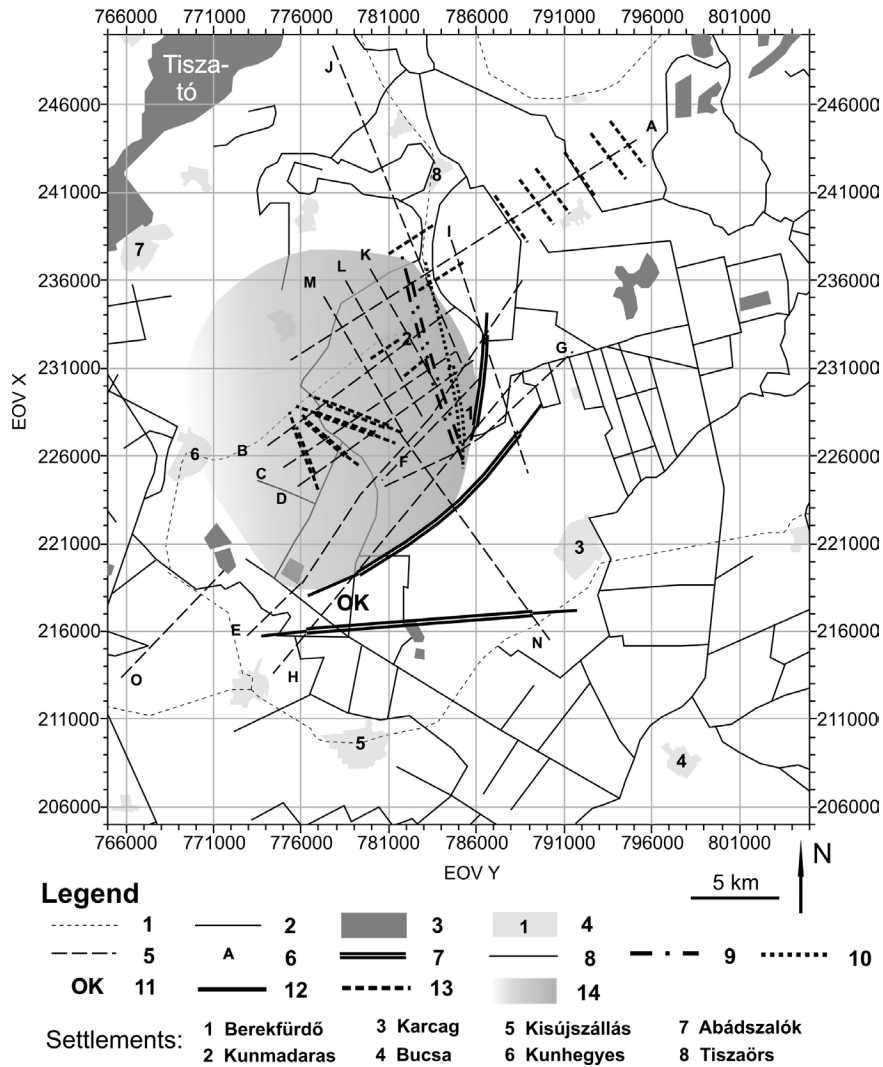 766000 771000 776000 781000 786000 791000 796000 801000
Tisza-
tó
J
246000 246000
A
241000 241000
8
7
I
K
L
236000 236000
M
2
231000 231000
G
1
B
226000 226000
6
F
C
D
221000 221000
3
OK
216000 216000
E
N
O
H
211000 211000
5
4
206000 206000
766000 771000 776000 781000 786000 791000 796000 801000
EOV X
EOV Y
N
5 km
Legend
1 2 3 1 4
5 A 6 7 8 9 10
OK 11 12 13 14
Settlements: 1 Berekfürdő 3 Karcag 5 Kisújszállás 7 Abádszalók
2 Kunmadaras 4 Bucsa 6 Kunhegyes 8 Tiszaörs